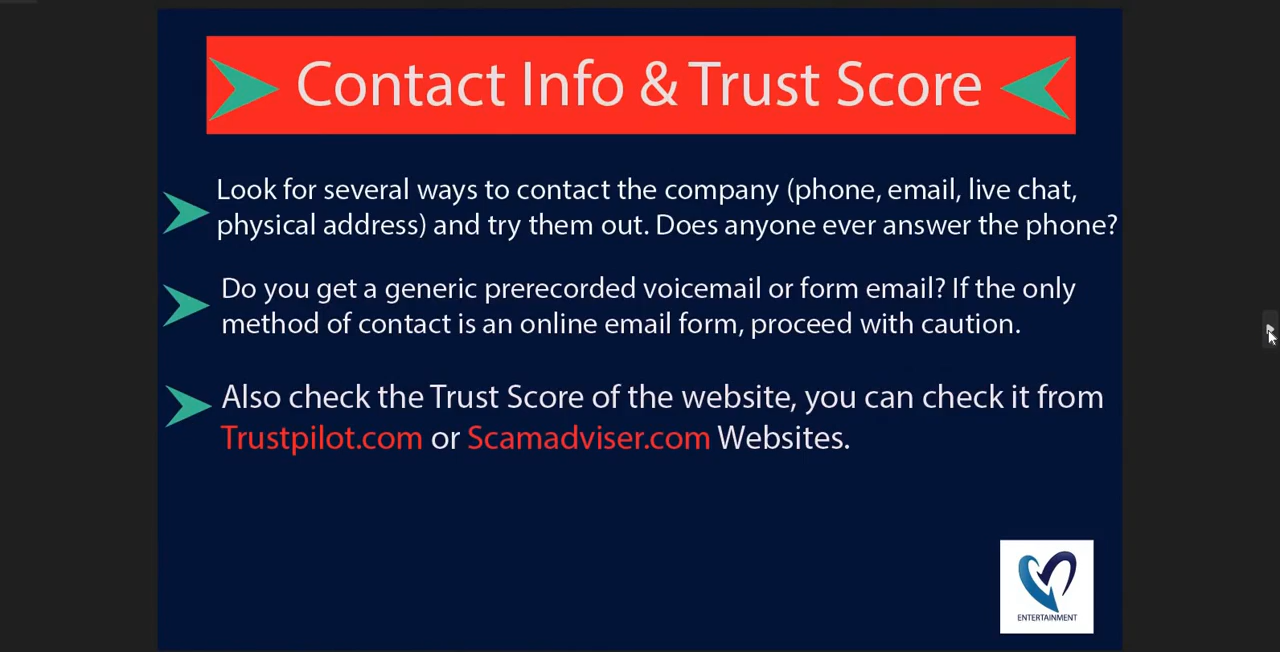 Contact Info & Trust Score
Look for several ways to contact the company (phone, email, live chat,
physical address) and try them out. Does anyone ever answer the phone?
Do you get a generic prerecorded voicemail or form email? If the only
method of contact is an online email form, proceed with caution.
Also check the Trust Score of the website, you can check it from
Trustpilot.com or Scamadviser.com Websites.
ENTERTAINMENT